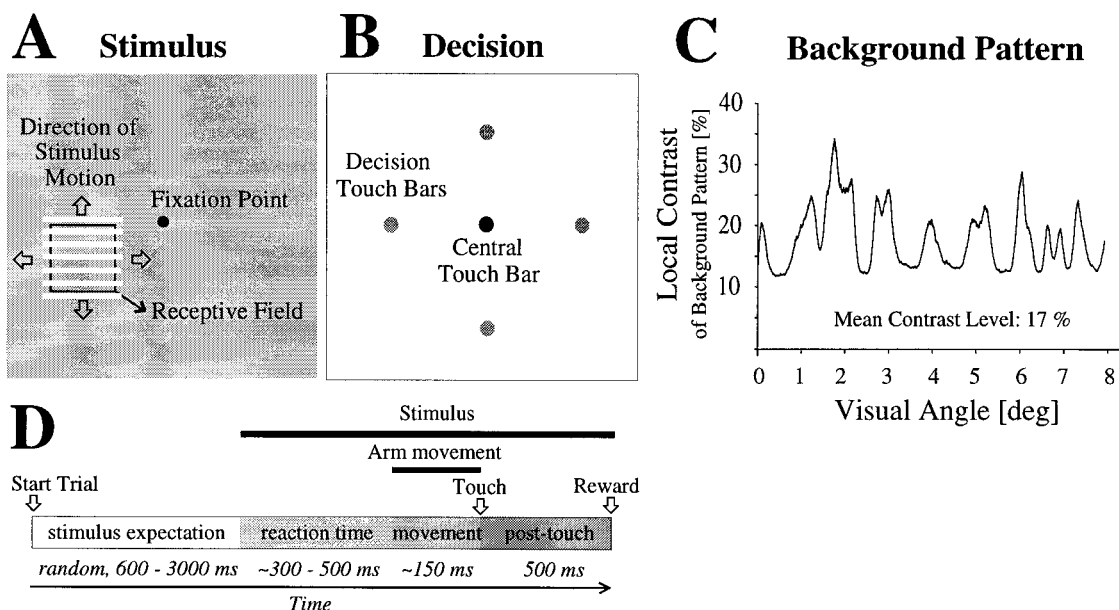 A Stimulus
Direction of
Stimulus
Motion
Fixation Point
Receptive Field
B Decision
Decision
Touch Bars
Central
Touch Bar
C Background Pattern
Local Contrast
of Background Pattern [%]
40
30
20
10
Mean Contrast Level: 17 %
0 1 2 3 4 5 6 7 8
Visual Angle [deg]
D
Stimulus
Arm movement
Start Trial
Touch
Reward
stimulus expectation reaction time movement post-touch
random, 600 - 3000 ms ~300 - 500 ms ~150 ms 500 ms
Time